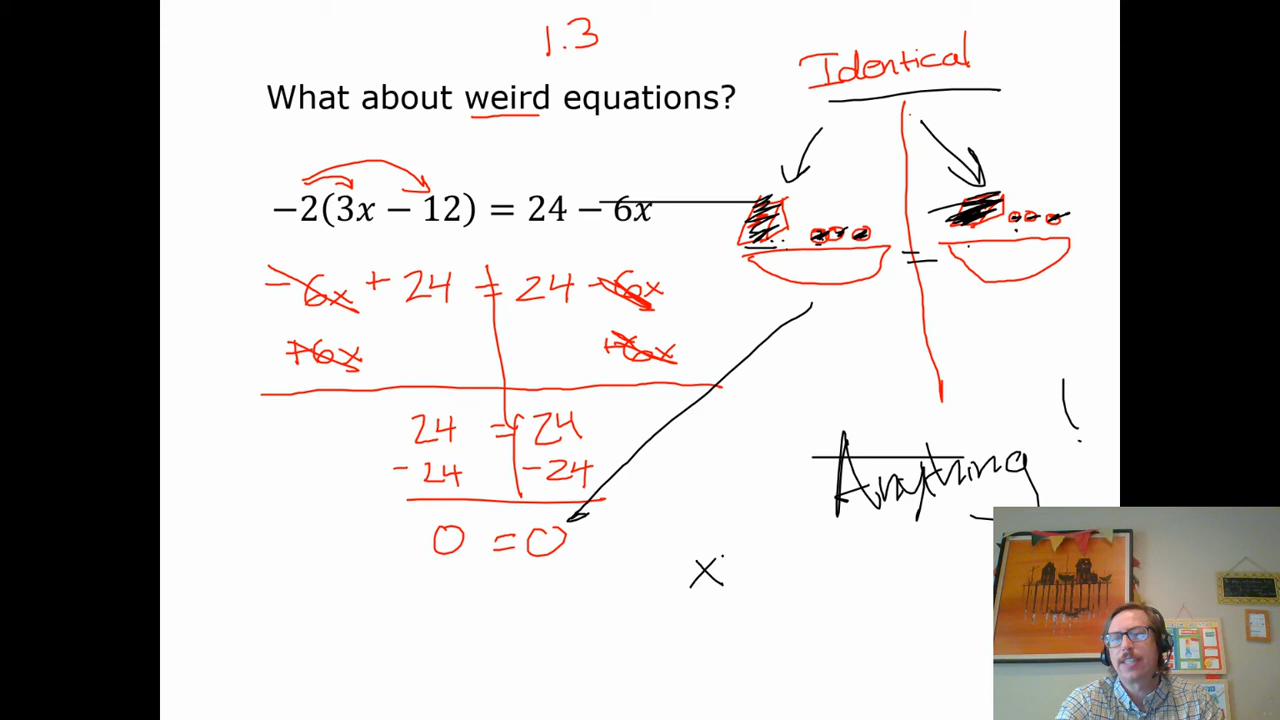 1.3
Identical
What about weird equations?
−2(3x − 12) = 24 − 6x
-6x + 24 = 24 -6x
+6x +6x
24 = 24
-24 -24
0 = 0
Anything!
x